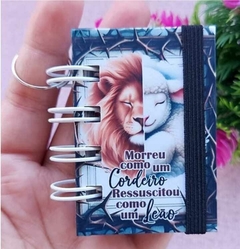 Morreu
como um
Cordeiro
Ressuscitou
como
um Leão